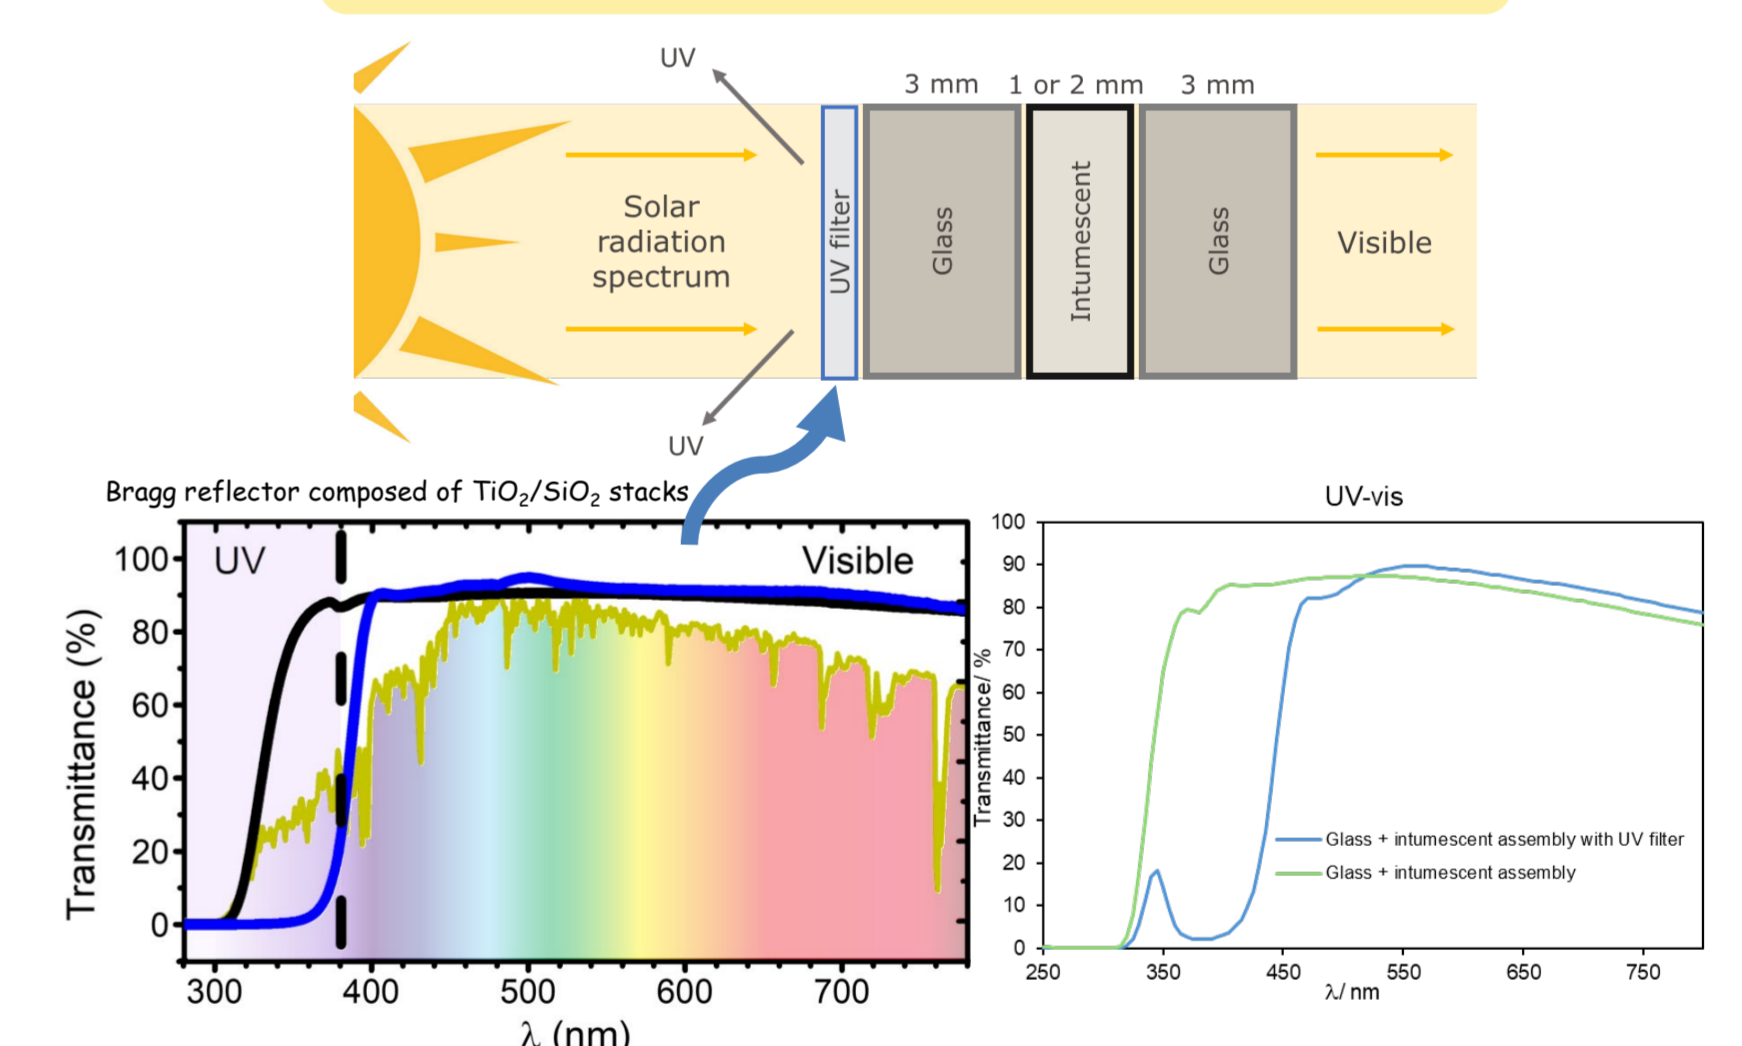 UV
3 mm
1 or 2 mm
3 mm
Solar
radiation
spectrum
UV filter
Glass
Intumescent
Glass
Visible
UV
Bragg reflector composed of TiO₂/SiO₂ stacks
UV
Visible
Transmittance (%)
100
80
60
40
20
0
300
400
500
600
700
λ (nm)
UV-vis
Transmittance/ %
100
90
80
70
60
50
40
30
20
10
0
Glass + intumescent assembly with UV filter
Glass + intumescent assembly
250
350
450
550
650
750
λ/ nm